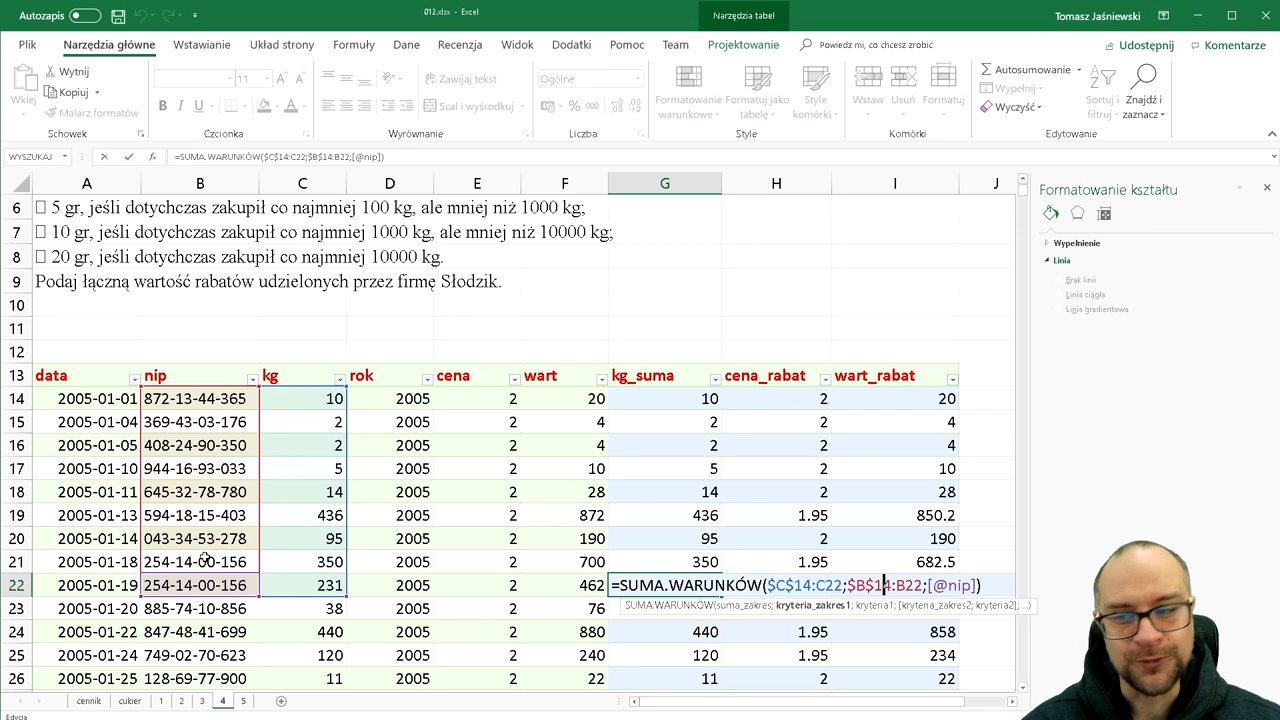 Autozapis
012.xlsx - Excel
Narzędzia tabel
Tomasz Jaśniewski
Plik Narzędzia główne Wstawianie Układ strony Formuły Dane Recenzja Widok Dodatki Pomoc Team Projektowanie Powiedz mi, co chcesz zrobić Udostępnij Komentarze
Wklej
Wytnij
Kopiuj
Malarz formatów
Schowek
11
B I U
Czcionka
Zawijaj tekst
Scal i wyśrodkuj
Wyrównanie
Ogólne
Liczba
Formatowanie warunkowe
Formatuj jako tabelę
Style komórki
Style
Wstaw Usuń Formatuj
Komórki
Autosumowanie
Wypełnij
Wyczyść
Sortuj i filtruj
Znajdź i zaznacz
Edytowanie
WYSZUKAJ
fx
=SUMA.WARUNKÓW($C$14:C22;$B$14:B22;[@nip])
A B C D E F G H I J
6 5 gr, jeśli dotychczas zakupił co najmniej 100 kg, ale mniej niż 1000 kg;
7 10 gr, jeśli dotychczas zakupił co najmniej 1000 kg, ale mniej niż 10000 kg;
8 20 gr, jeśli dotychczas zakupił co najmniej 10000 kg.
9 Podaj łączną wartość rabatów udzielonych przez firmę Słodzik.
10
11
12
13 data nip kg rok cena wart kg_suma cena_rabat wart_rabat
14 2005-01-01 872-13-44-365 10 2005 2 20 10 2 20
15 2005-01-04 369-43-03-176 2 2005 2 4 2 2 4
16 2005-01-05 408-24-90-350 2 2005 2 4 2 2 4
17 2005-01-10 944-16-93-033 5 2005 2 10 5 2 10
18 2005-01-11 645-32-78-780 14 2005 2 28 14 2 28
19 2005-01-13 594-18-15-403 436 2005 2 872 436 1.95 850.2
20 2005-01-14 043-34-53-278 95 2005 2 190 95 2 190
21 2005-01-18 254-14-00-156 350 2005 2 700 350 1.95 682.5
22 2005-01-19 254-14-00-156 231 2005 2 462 =SUMA.WARUNKÓW($C$14:C22;$B$14:B22;[@nip])
SUMA.WARUNKÓW(suma_zakres; kryteria_zakres1; kryteria1; [kryteria_zakres2; kryteria2]; ...)
23 2005-01-20 885-74-10-856 38 2005 2 76
24 2005-01-22 847-48-41-699 440 2005 2 880 440 1.95 858
25 2005-01-24 749-02-70-623 120 2005 2 240 120 1.95 234
26 2005-01-25 128-69-77-900 11 2005 2 22 11 2 22
Formatowanie kształtu
Wypełnienie
Linia
Brak linii
Linia ciągła
Linia gradientowa
cennik cukier 1 2 3 4 5
Edycja